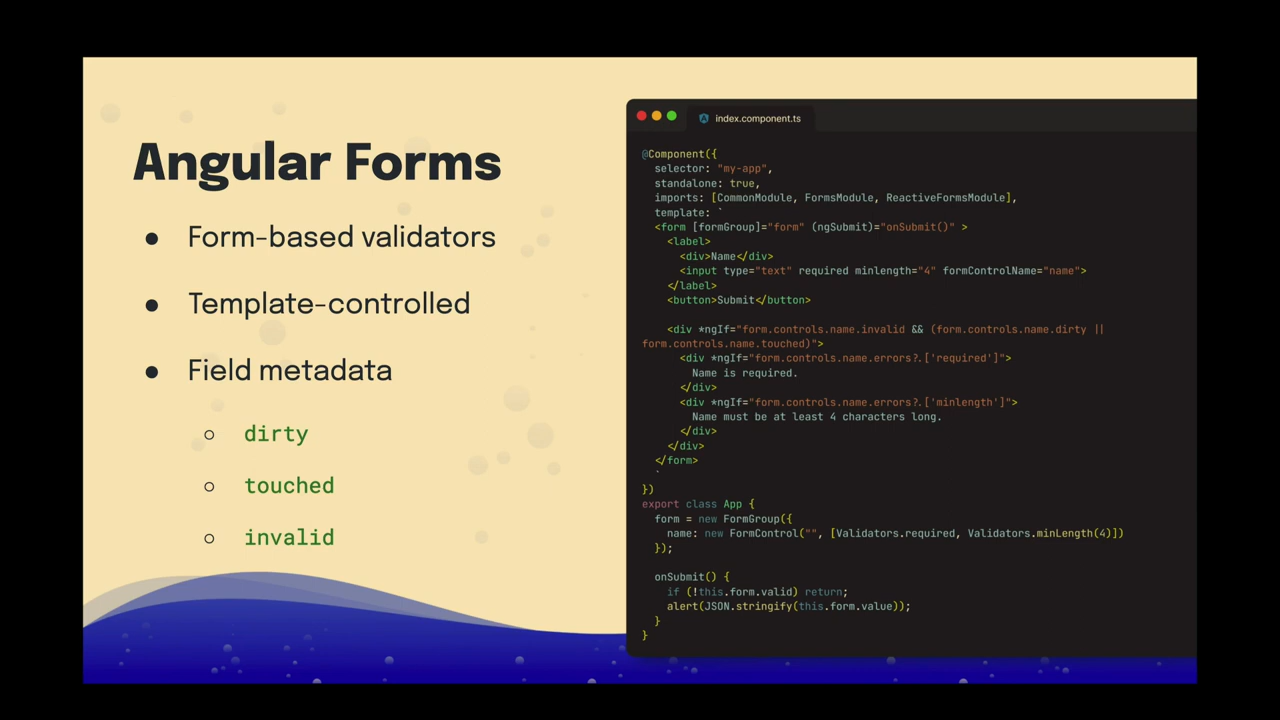 Angular Forms
● Form-based validators
● Template-controlled
● Field metadata
○ dirty
○ touched
○ invalid
index.component.ts
@Component({
  selector: "my-app",
  standalone: true,
  imports: [CommonModule, FormsModule, ReactiveFormsModule],
  template: `
  <form [formGroup]="form" (ngSubmit)="onSubmit()" >
    <label>
      <div>Name</div>
      <input type="text" required minlength="4" formControlName="name">
    </label>
    <button>Submit</button>

    <div *ngIf="form.controls.name.invalid && (form.controls.name.dirty ||
form.controls.name.touched)">
      <div *ngIf="form.controls.name.errors?.['required']">
        Name is required.
      </div>
      <div *ngIf="form.controls.name.errors?.['minlength']">
        Name must be at least 4 characters long.
      </div>
    </div>
  </form>
  `
})
export class App {
  form = new FormGroup({
    name: new FormControl("", [Validators.required, Validators.minLength(4)])
  });

  onSubmit() {
    if (!this.form.valid) return;
    alert(JSON.stringify(this.form.value));
  }
}